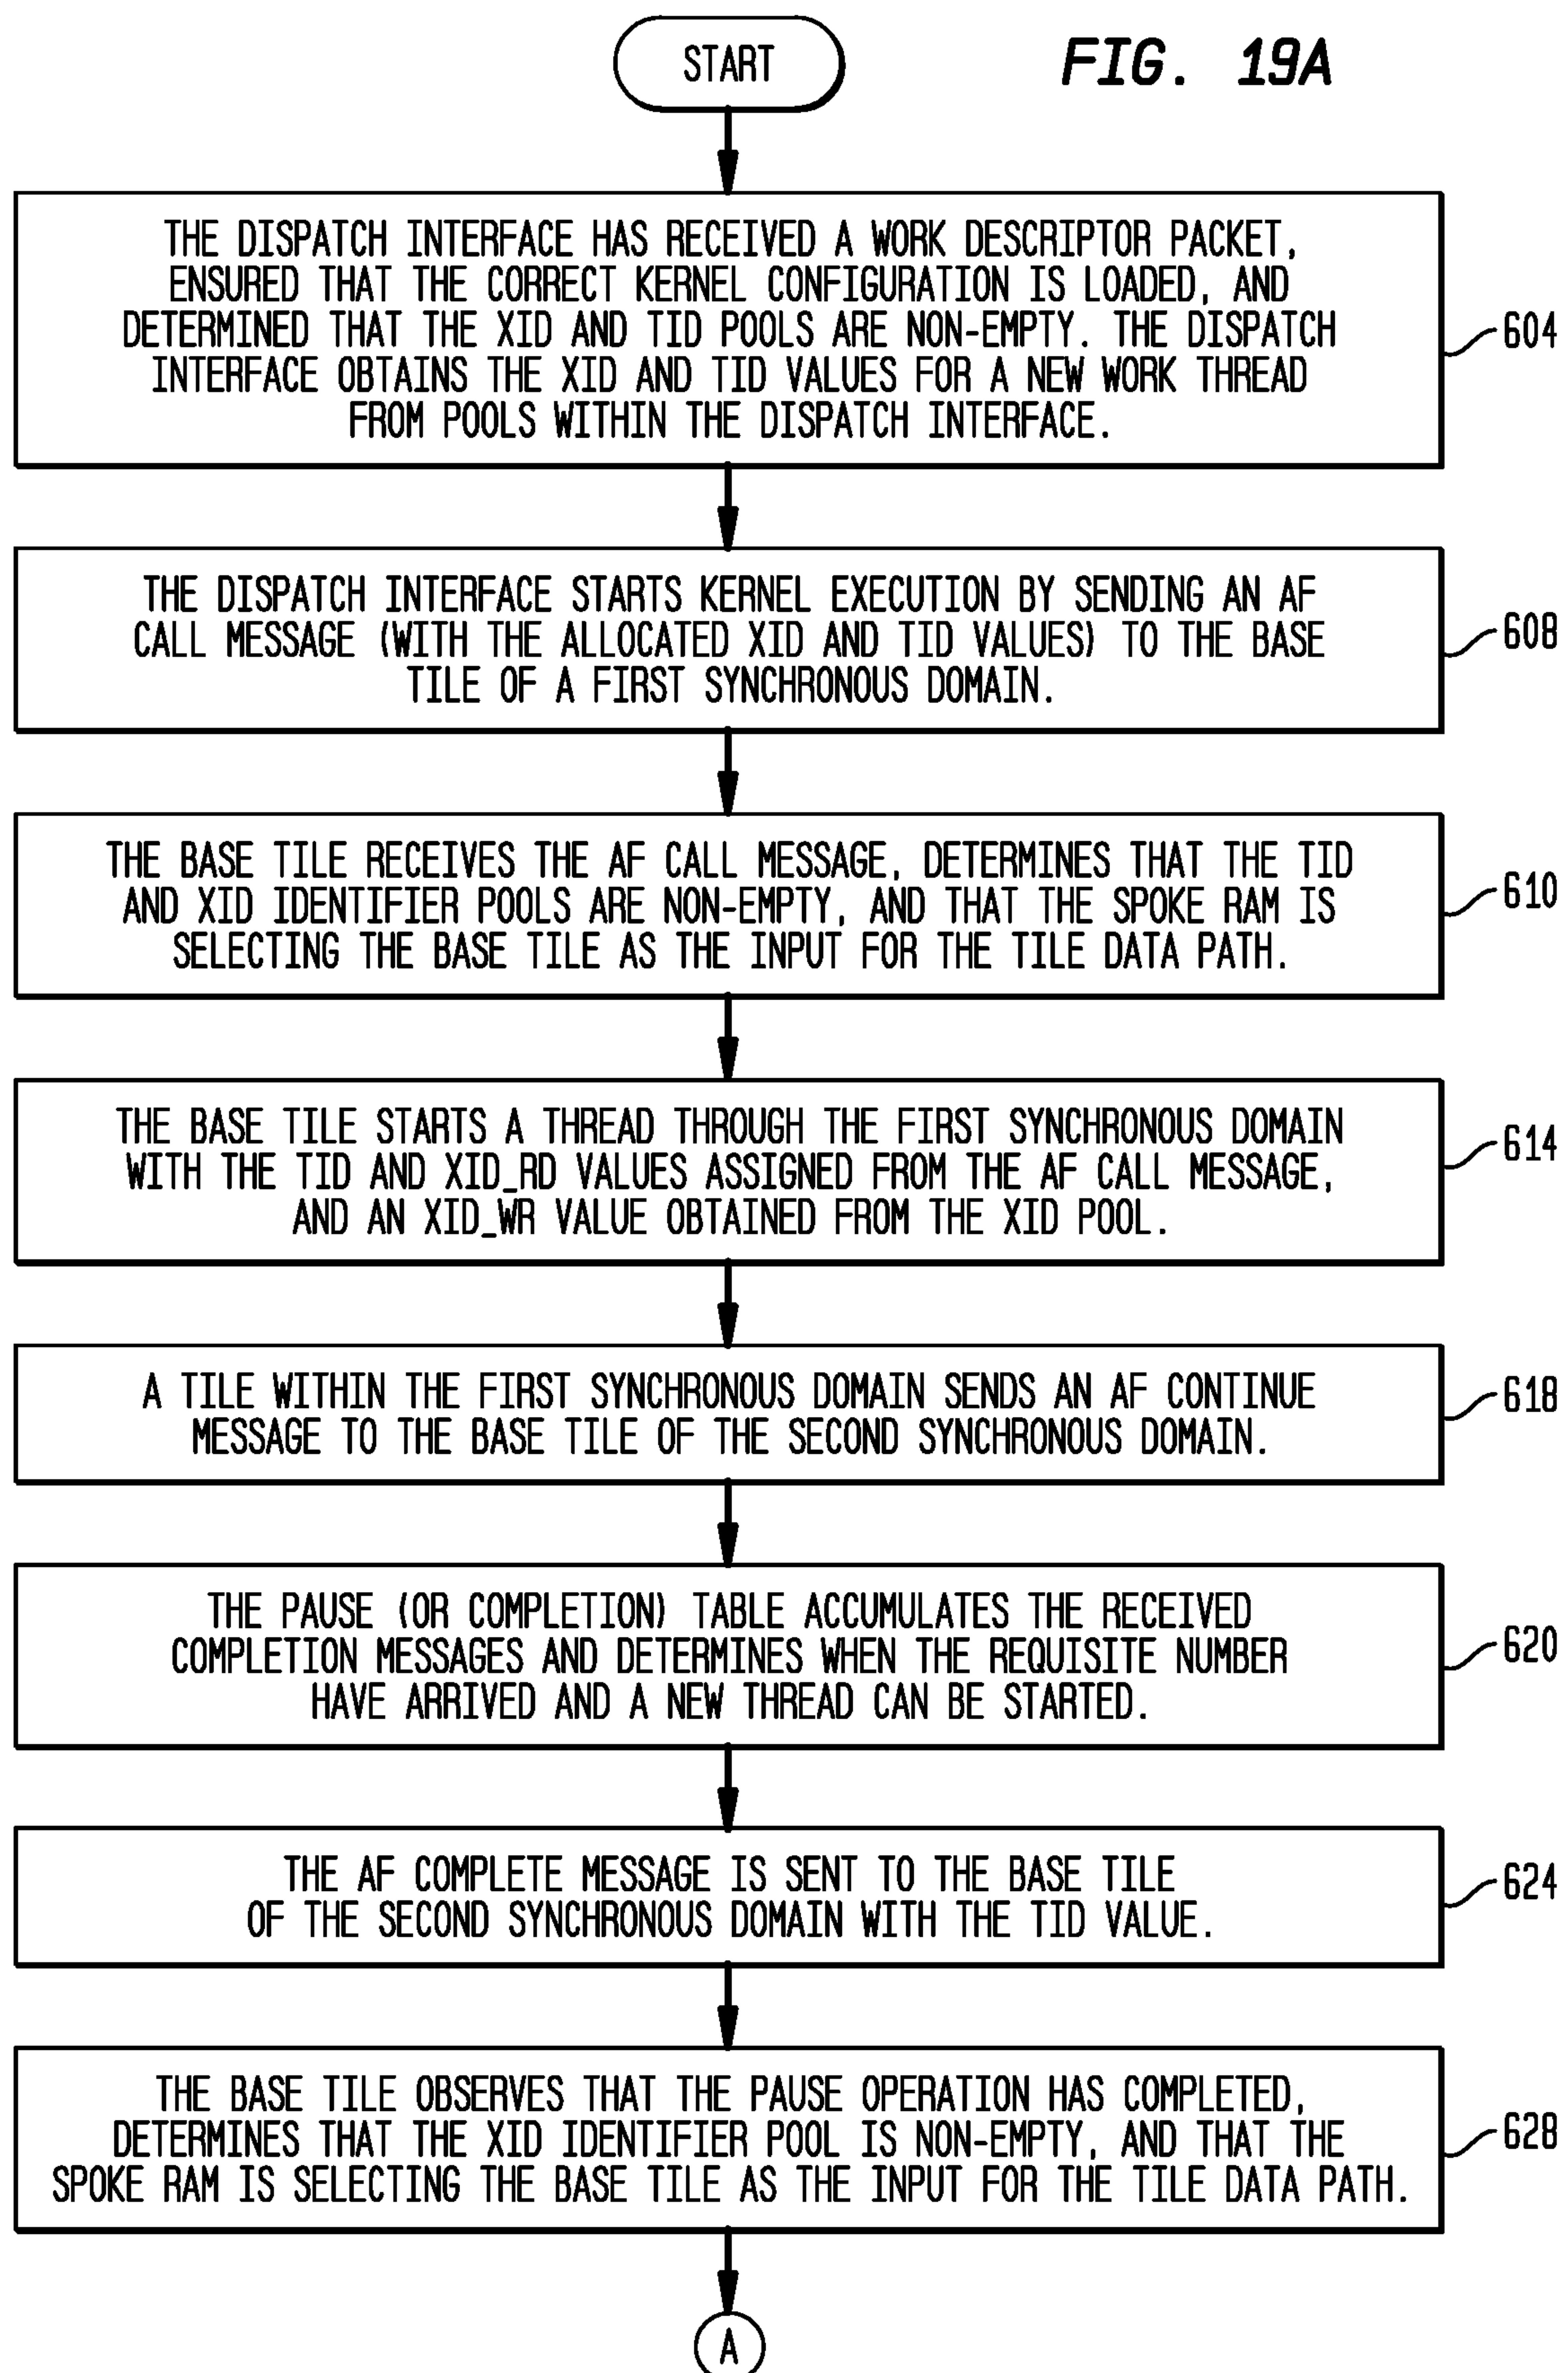 START
FIG. 19A
THE DISPATCH INTERFACE HAS RECEIVED A WORK DESCRIPTOR PACKET,
ENSURED THAT THE CORRECT KERNEL CONFIGURATION IS LOADED, AND
DETERMINED THAT THE XID AND TID POOLS ARE NON-EMPTY. THE DISPATCH
INTERFACE OBTAINS THE XID AND TID VALUES FOR A NEW WORK THREAD
FROM POOLS WITHIN THE DISPATCH INTERFACE.
604
THE DISPATCH INTERFACE STARTS KERNEL EXECUTION BY SENDING AN AF
CALL MESSAGE (WITH THE ALLOCATED XID AND TID VALUES) TO THE BASE
TILE OF A FIRST SYNCHRONOUS DOMAIN.
608
THE BASE TILE RECEIVES THE AF CALL MESSAGE, DETERMINES THAT THE TID
AND XID IDENTIFIER POOLS ARE NON-EMPTY, AND THAT THE SPOKE RAM IS
SELECTING THE BASE TILE AS THE INPUT FOR THE TILE DATA PATH.
610
THE BASE TILE STARTS A THREAD THROUGH THE FIRST SYNCHRONOUS DOMAIN
WITH THE TID AND XID_RD VALUES ASSIGNED FROM THE AF CALL MESSAGE,
AND AN XID_WR VALUE OBTAINED FROM THE XID POOL.
614
A TILE WITHIN THE FIRST SYNCHRONOUS DOMAIN SENDS AN AF CONTINUE
MESSAGE TO THE BASE TILE OF THE SECOND SYNCHRONOUS DOMAIN.
618
THE PAUSE (OR COMPLETION) TABLE ACCUMULATES THE RECEIVED
COMPLETION MESSAGES AND DETERMINES WHEN THE REQUISITE NUMBER
HAVE ARRIVED AND A NEW THREAD CAN BE STARTED.
620
THE AF COMPLETE MESSAGE IS SENT TO THE BASE TILE
OF THE SECOND SYNCHRONOUS DOMAIN WITH THE TID VALUE.
624
THE BASE TILE OBSERVES THAT THE PAUSE OPERATION HAS COMPLETED,
DETERMINES THAT THE XID IDENTIFIER POOL IS NON-EMPTY, AND THAT THE
SPOKE RAM IS SELECTING THE BASE TILE AS THE INPUT FOR THE TILE DATA PATH.
628
A